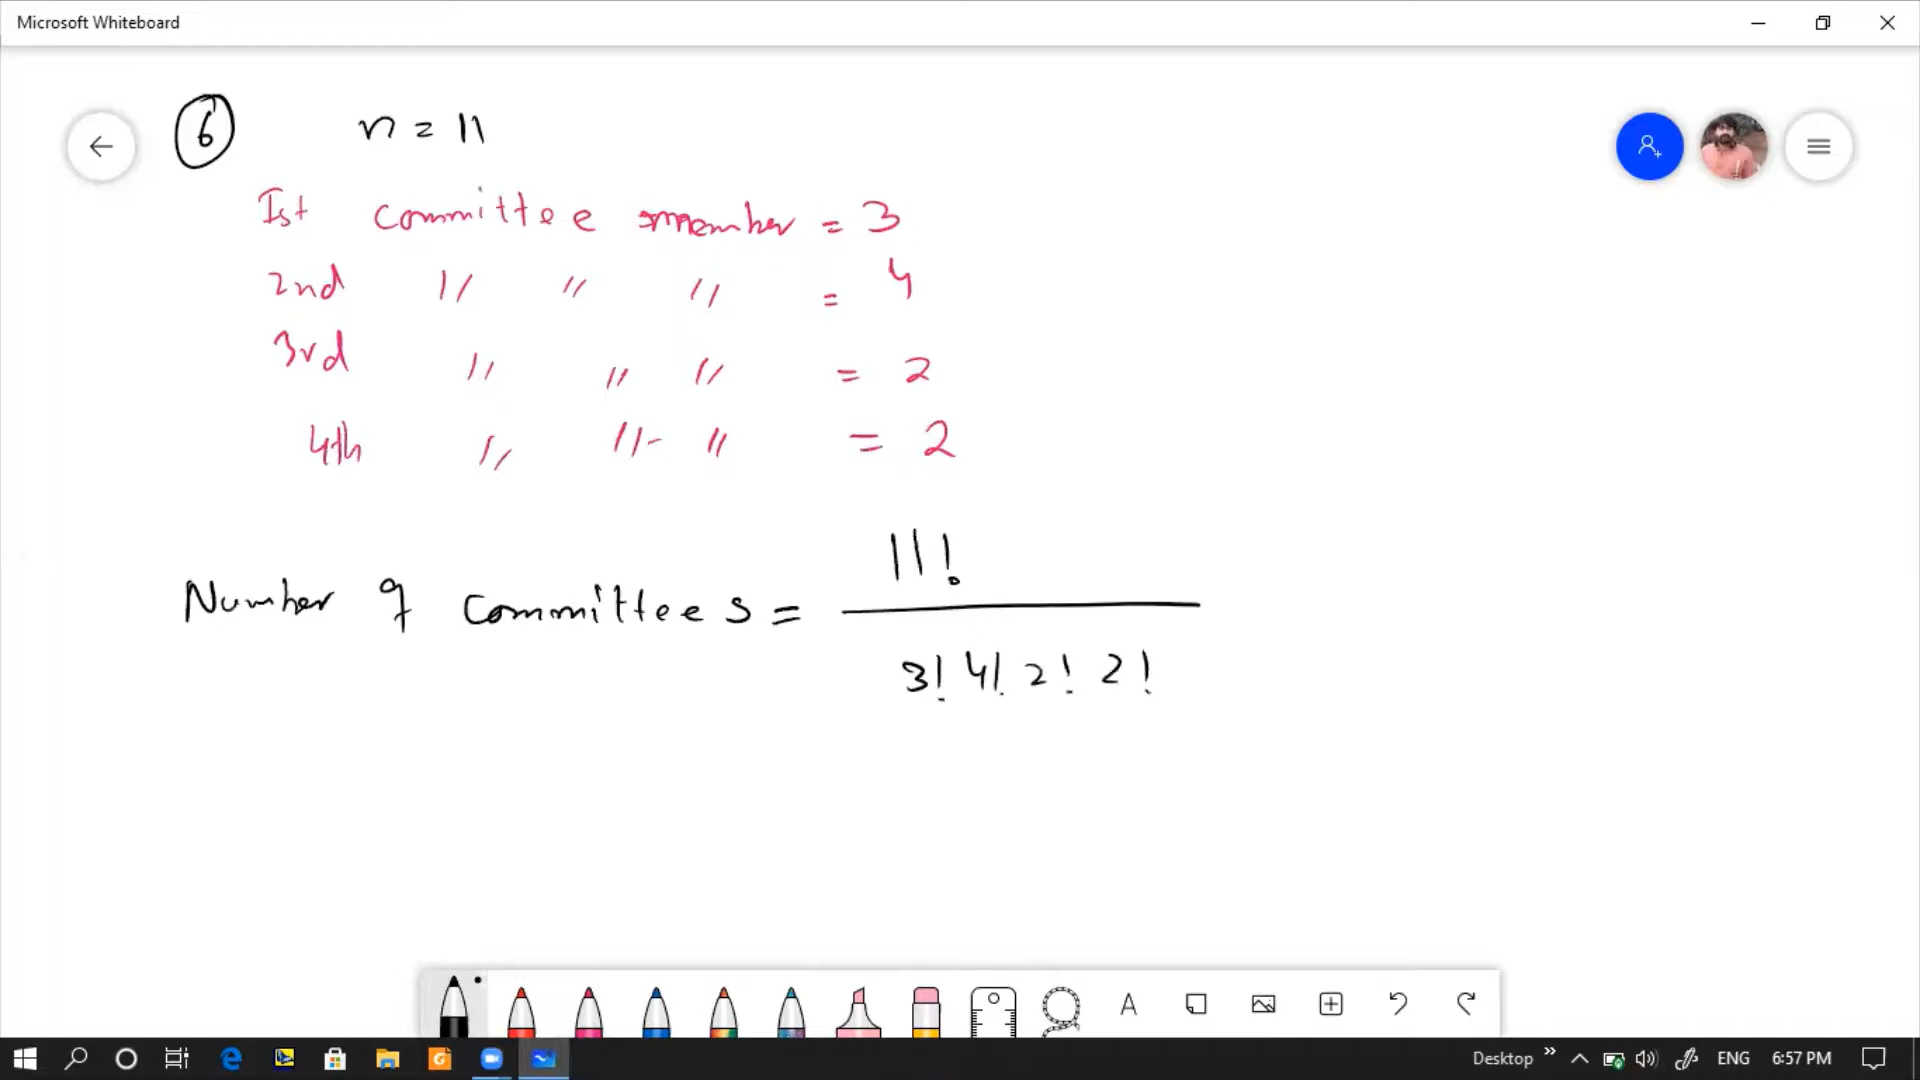 Microsoft Whiteboard
6 n = 11
Ist committee member = 3
2nd " " " = 4
3rd " " " = 2
4th " " " = 2
11!
Number of committees =
3! 4! 2! 2!
A
Desktop » ENG 6:57 PM